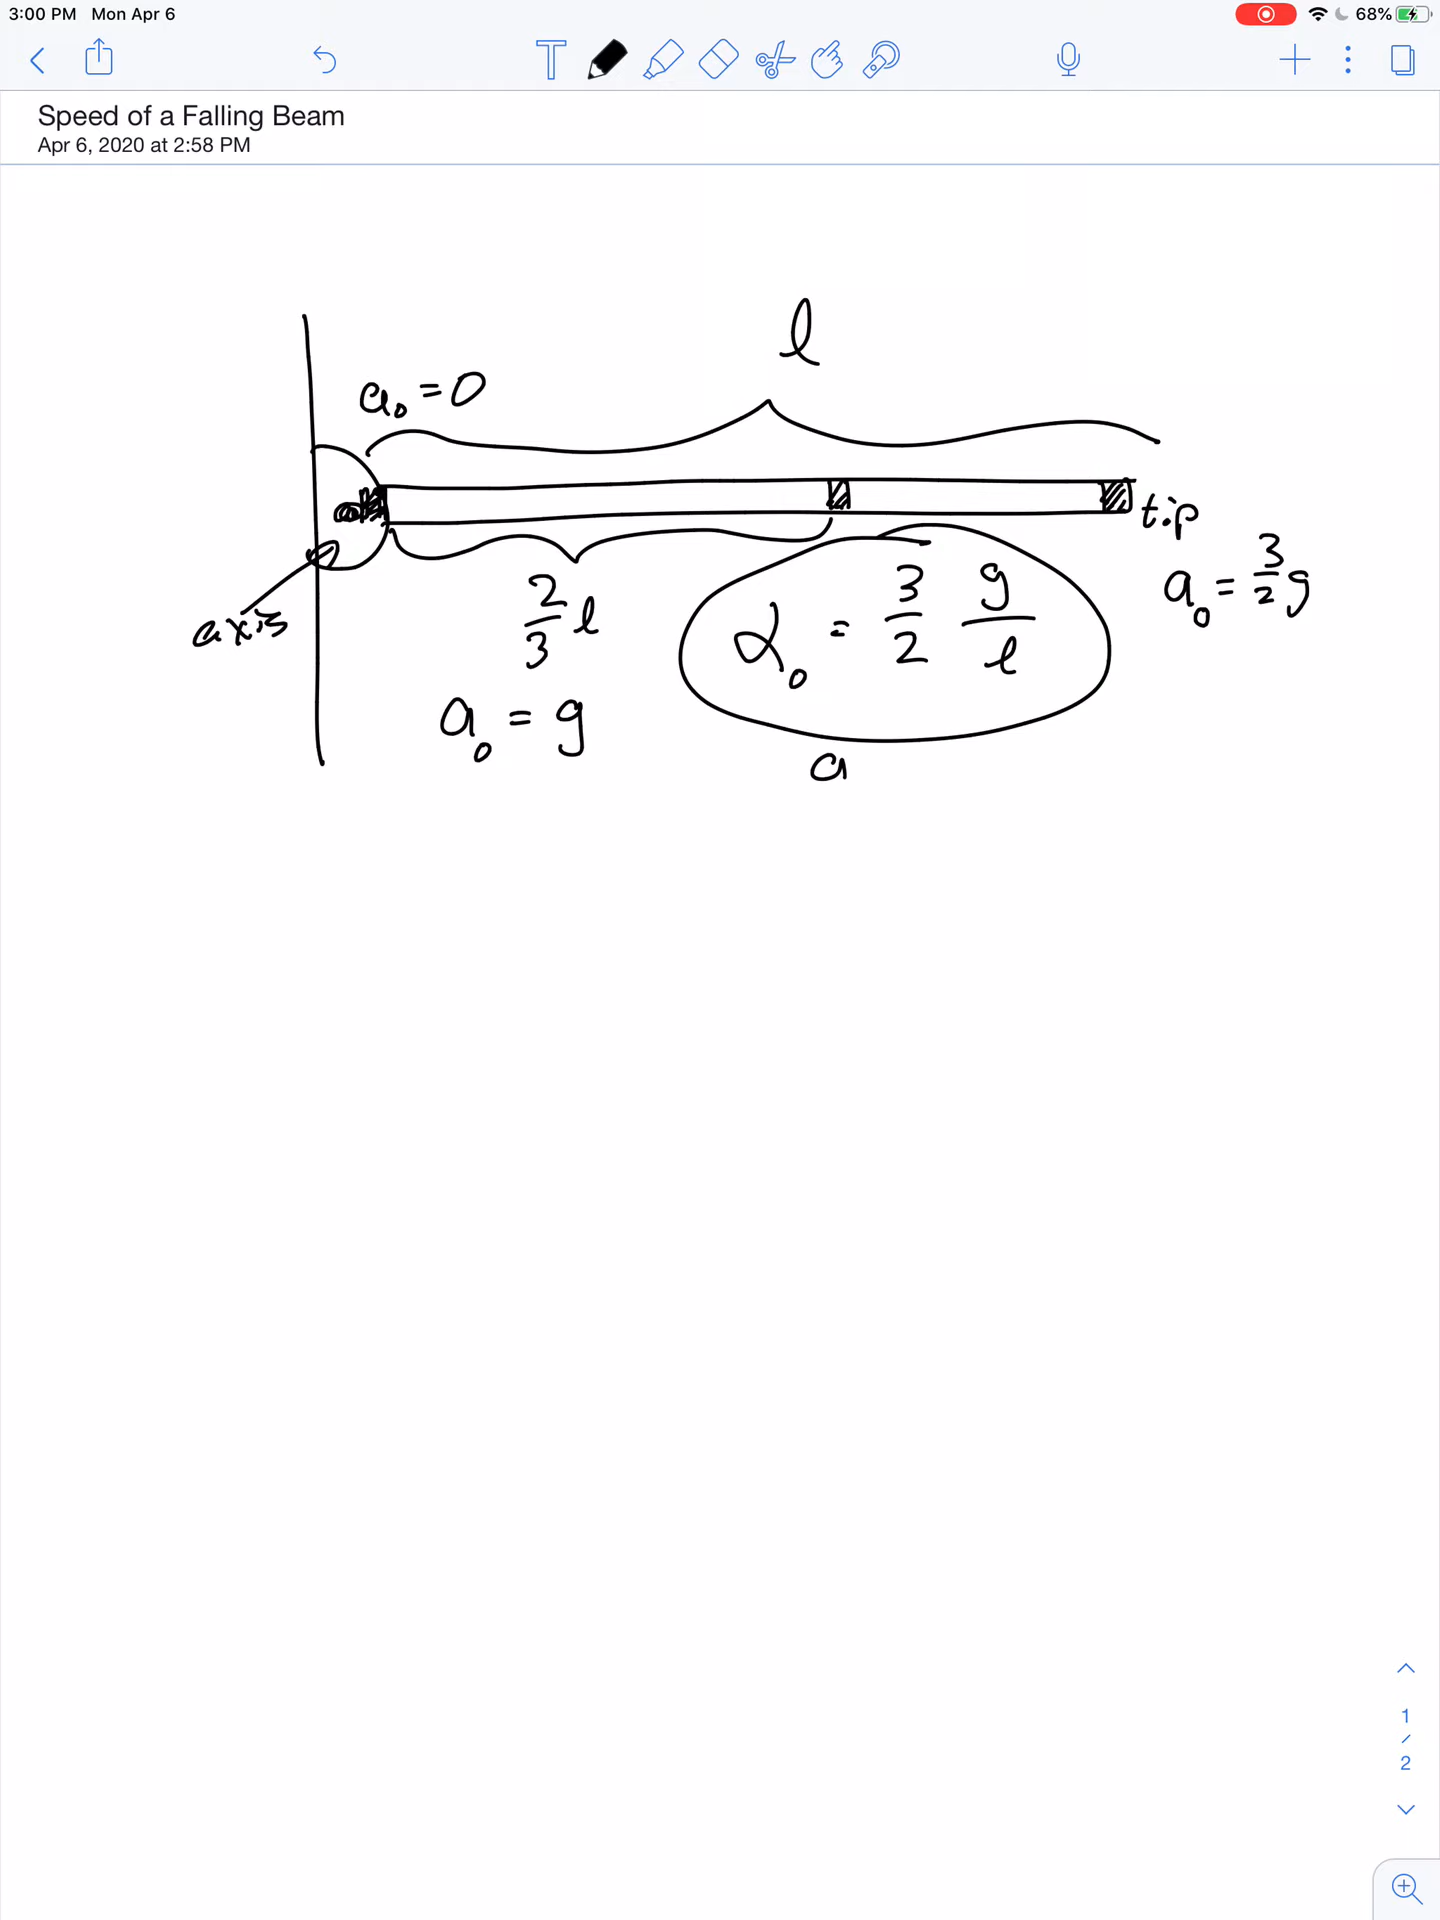 3:00 PM Mon Apr 6
68%
T
Speed of a Falling Beam
Apr 6, 2020 at 2:58 PM
l
a₀ = 0
tip
a₀ = 3/2 g
axis
2/3 l
α₀ = 3/2 g/l
a₀ = g
a
1
/
2